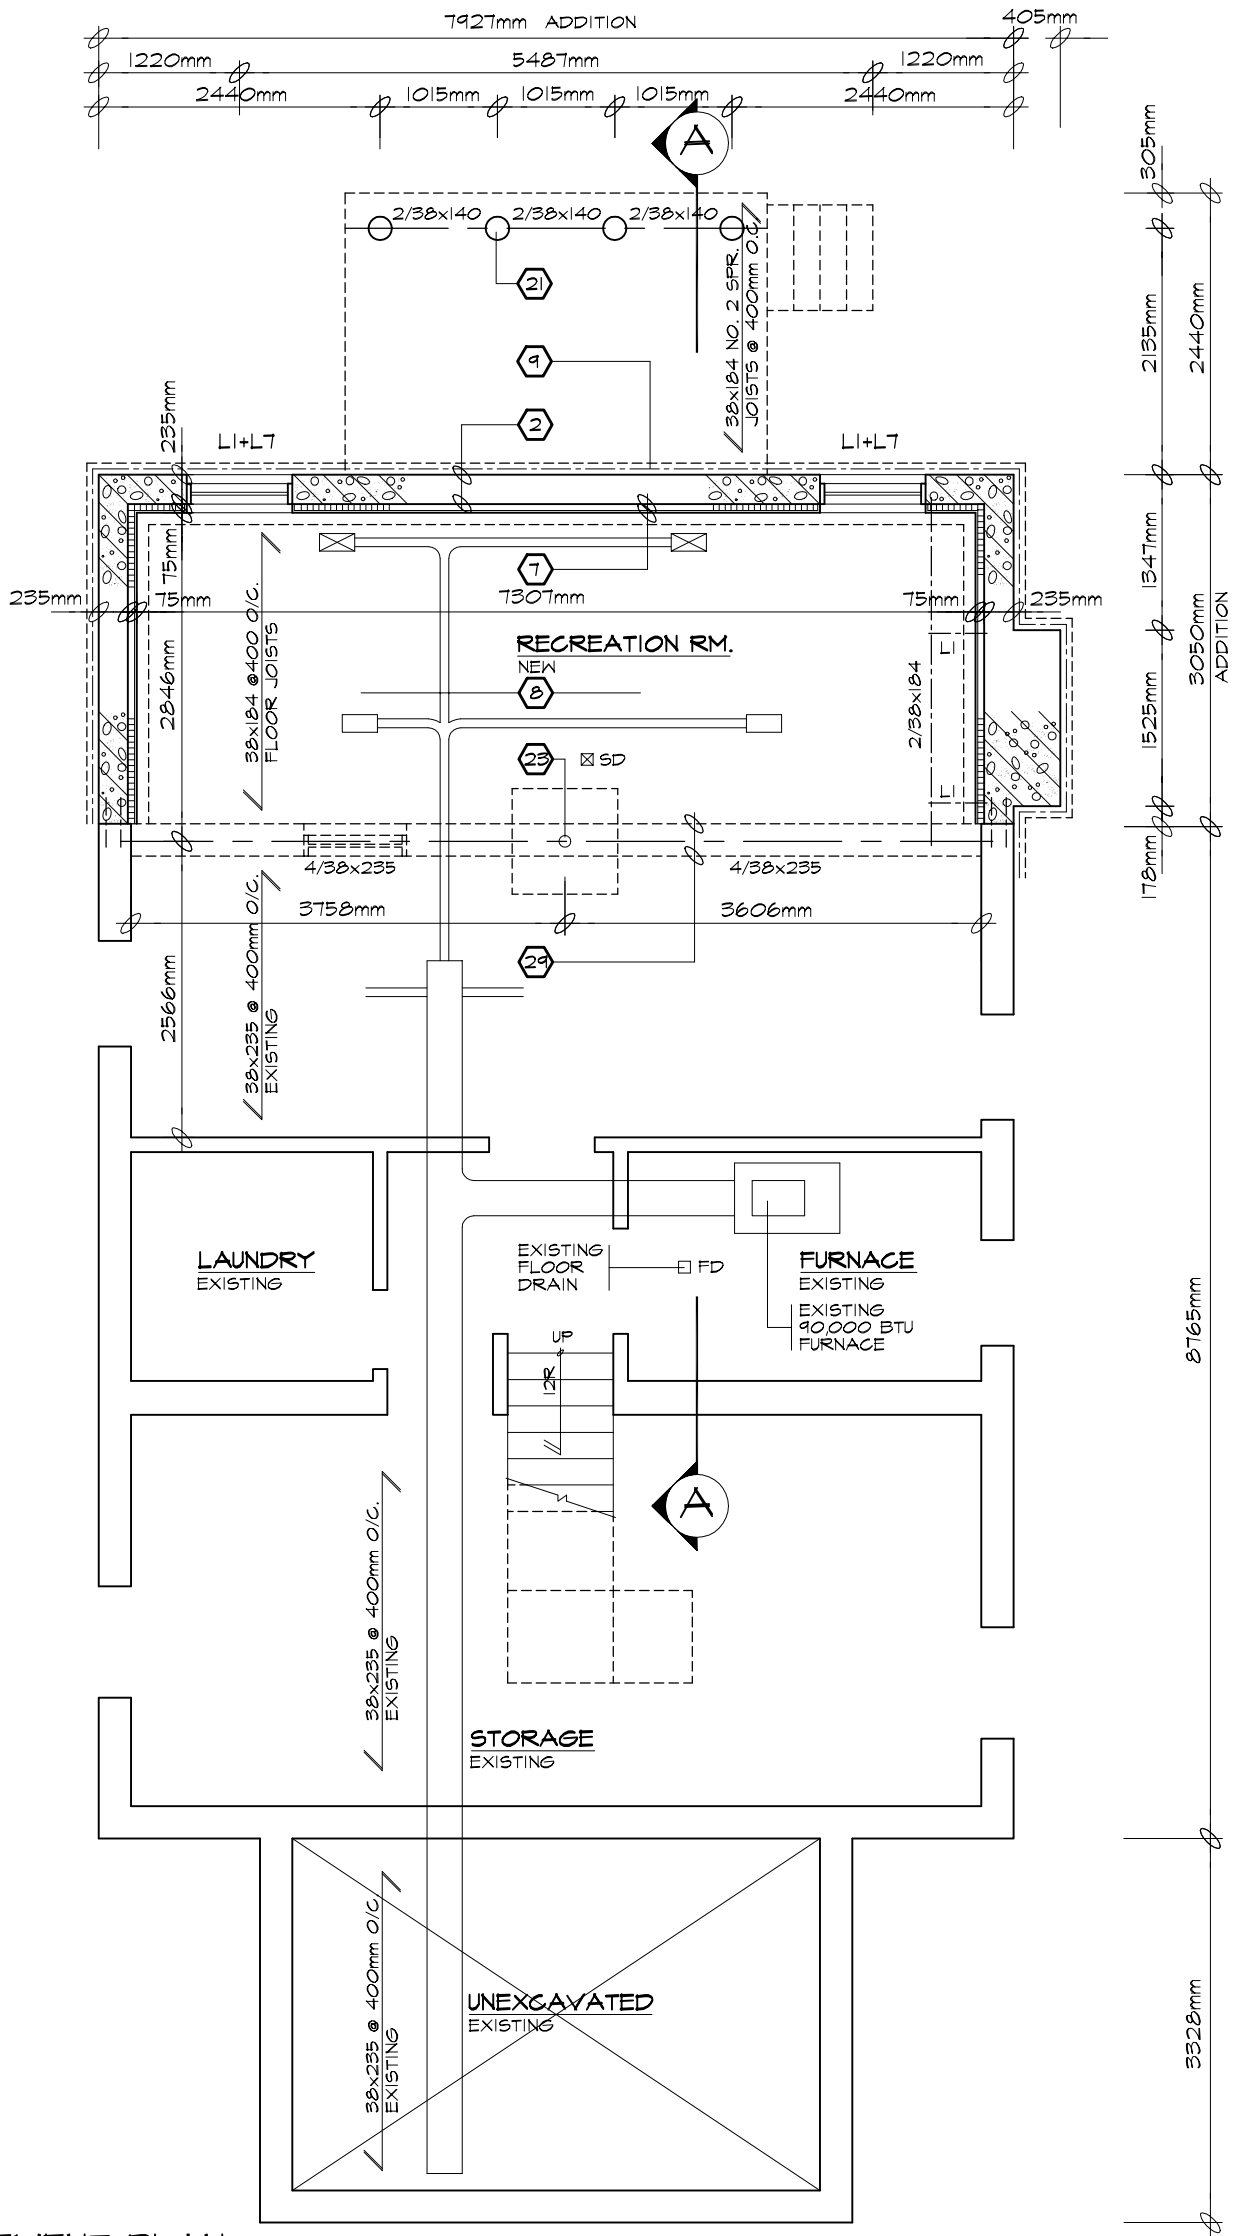 7927mm ADDITION
405mm
1220mm
5487mm
1220mm
2440mm
1015mm
1015mm
1015mm
2440mm
A
305mm
2/38x140
2/38x140
2/38x140
21
38x184 NO. 2 SPR.
JOISTS @ 400mm O.C.
2135mm
2440mm
9
2
235mm
L1+L7
L1+L7
75mm
7
1347mm
235mm
75mm
7307mm
75mm
235mm
3050mm
ADDITION
38x184 @400 O/C.
FLOOR JOISTS
RECREATION RM.
NEW
L1
8
2846mm
2/38x184
1525mm
23
SD
L1
4/38x235
4/38x235
178mm
3758mm
3606mm
29
2566mm
38x235 @ 400mm O/C.
EXISTING
LAUNDRY
EXISTING
EXISTING
FLOOR
DRAIN
FD
FURNACE
EXISTING
EXISTING
90,000 BTU
FURNACE
UP
12R
8765mm
A
38x235 @ 400mm O/C.
EXISTING
STORAGE
EXISTING
38x235 @ 400mm O/C
EXISTING
UNEXCAVATED
EXISTING
3328mm